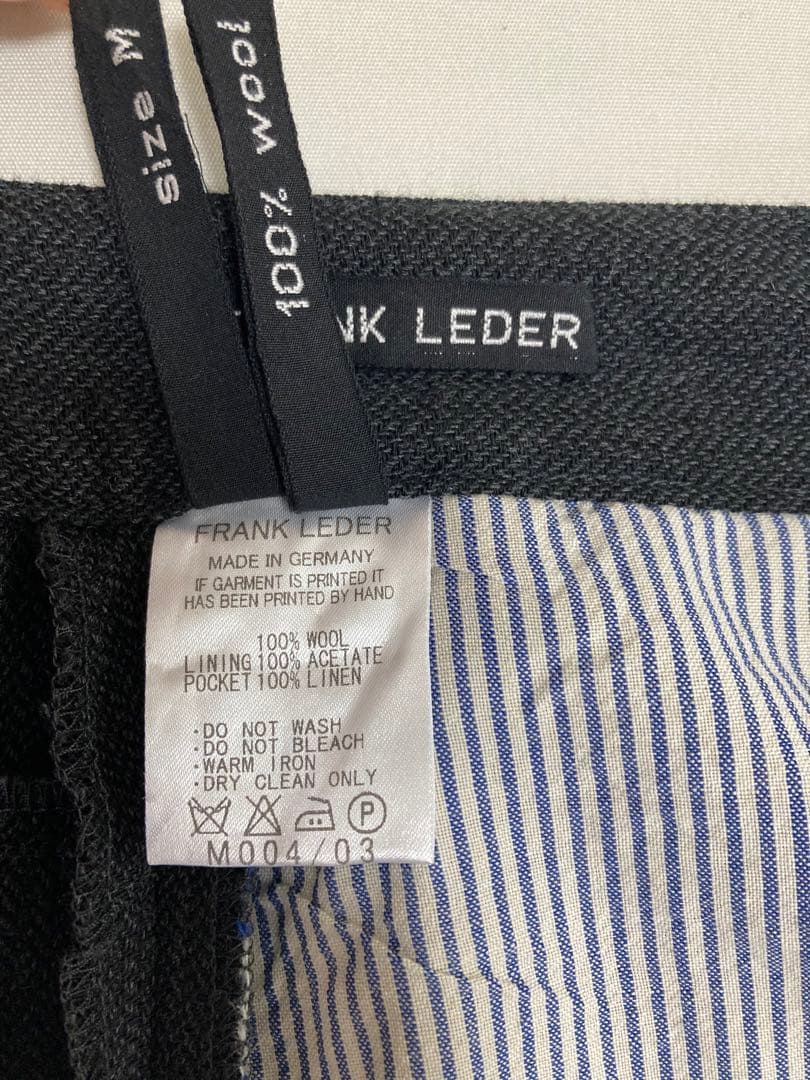 size M
100% wool
NK LEDER
FRANK LEDER
MADE IN GERMANY
IF GARMENT IS PRINTED IT
HAS BEEN PRINTED BY HAND
100% WOOL
LINING 100% ACETATE
POCKET 100% LINEN
·DO NOT WASH
·DO NOT BLEACH
·WARM IRON
·DRY CLEAN ONLY
P
M004/03